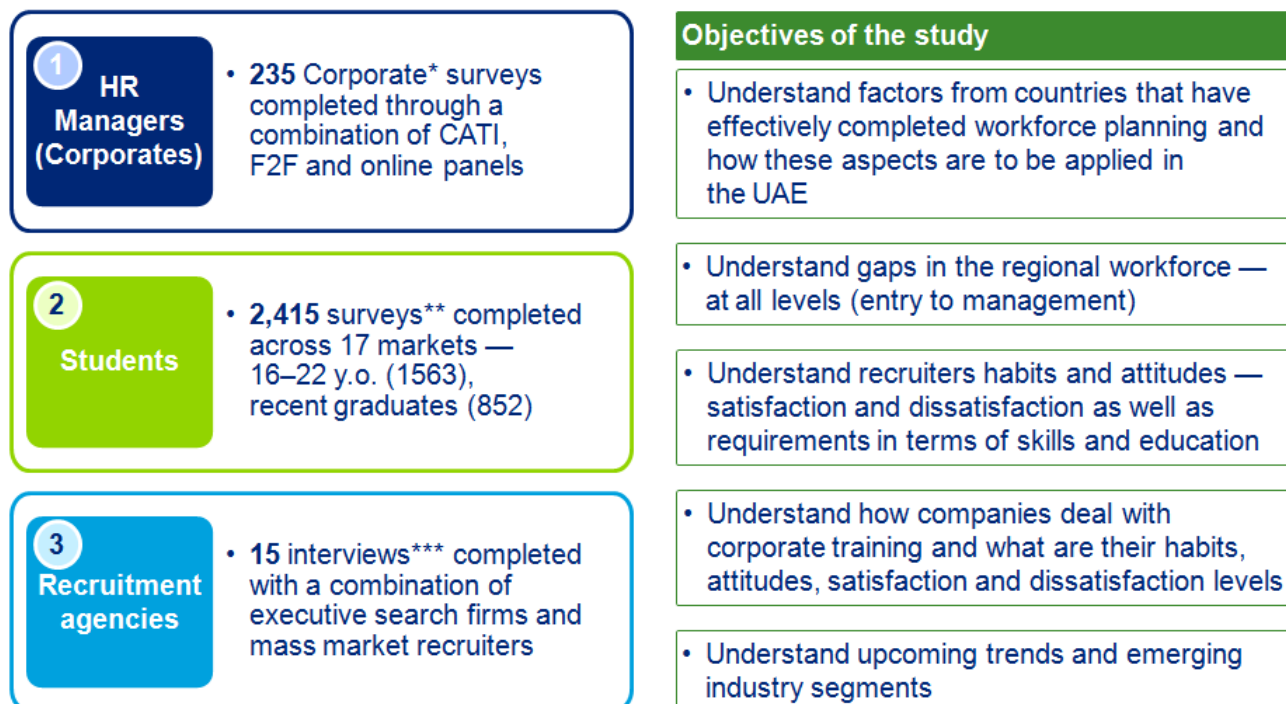 1
HR
Managers
(Corporates)
• 235 Corporate* surveys
completed through a
combination of CATI,
F2F and online panels
2
Students
• 2,415 surveys** completed
across 17 markets —
16–22 y.o. (1563),
recent graduates (852)
3
Recruitment
agencies
• 15 interviews*** completed
with a combination of
executive search firms and
mass market recruiters
Objectives of the study
• Understand factors from countries that have
effectively completed workforce planning and
how these aspects are to be applied in
the UAE
• Understand gaps in the regional workforce —
at all levels (entry to management)
• Understand recruiters habits and attitudes —
satisfaction and dissatisfaction as well as
requirements in terms of skills and education
• Understand how companies deal with
corporate training and what are their habits,
attitudes, satisfaction and dissatisfaction levels
• Understand upcoming trends and emerging
industry segments